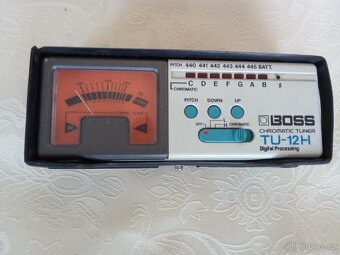 PITCH 440 441 442 443 444 445 BATT.
C D E F G A B ♯
CHROMATIC
PITCH DOWN UP
OFF
H
CHROMATIC
BOSS
CHROMATIC TUNER
TU-12H
Digital Processing